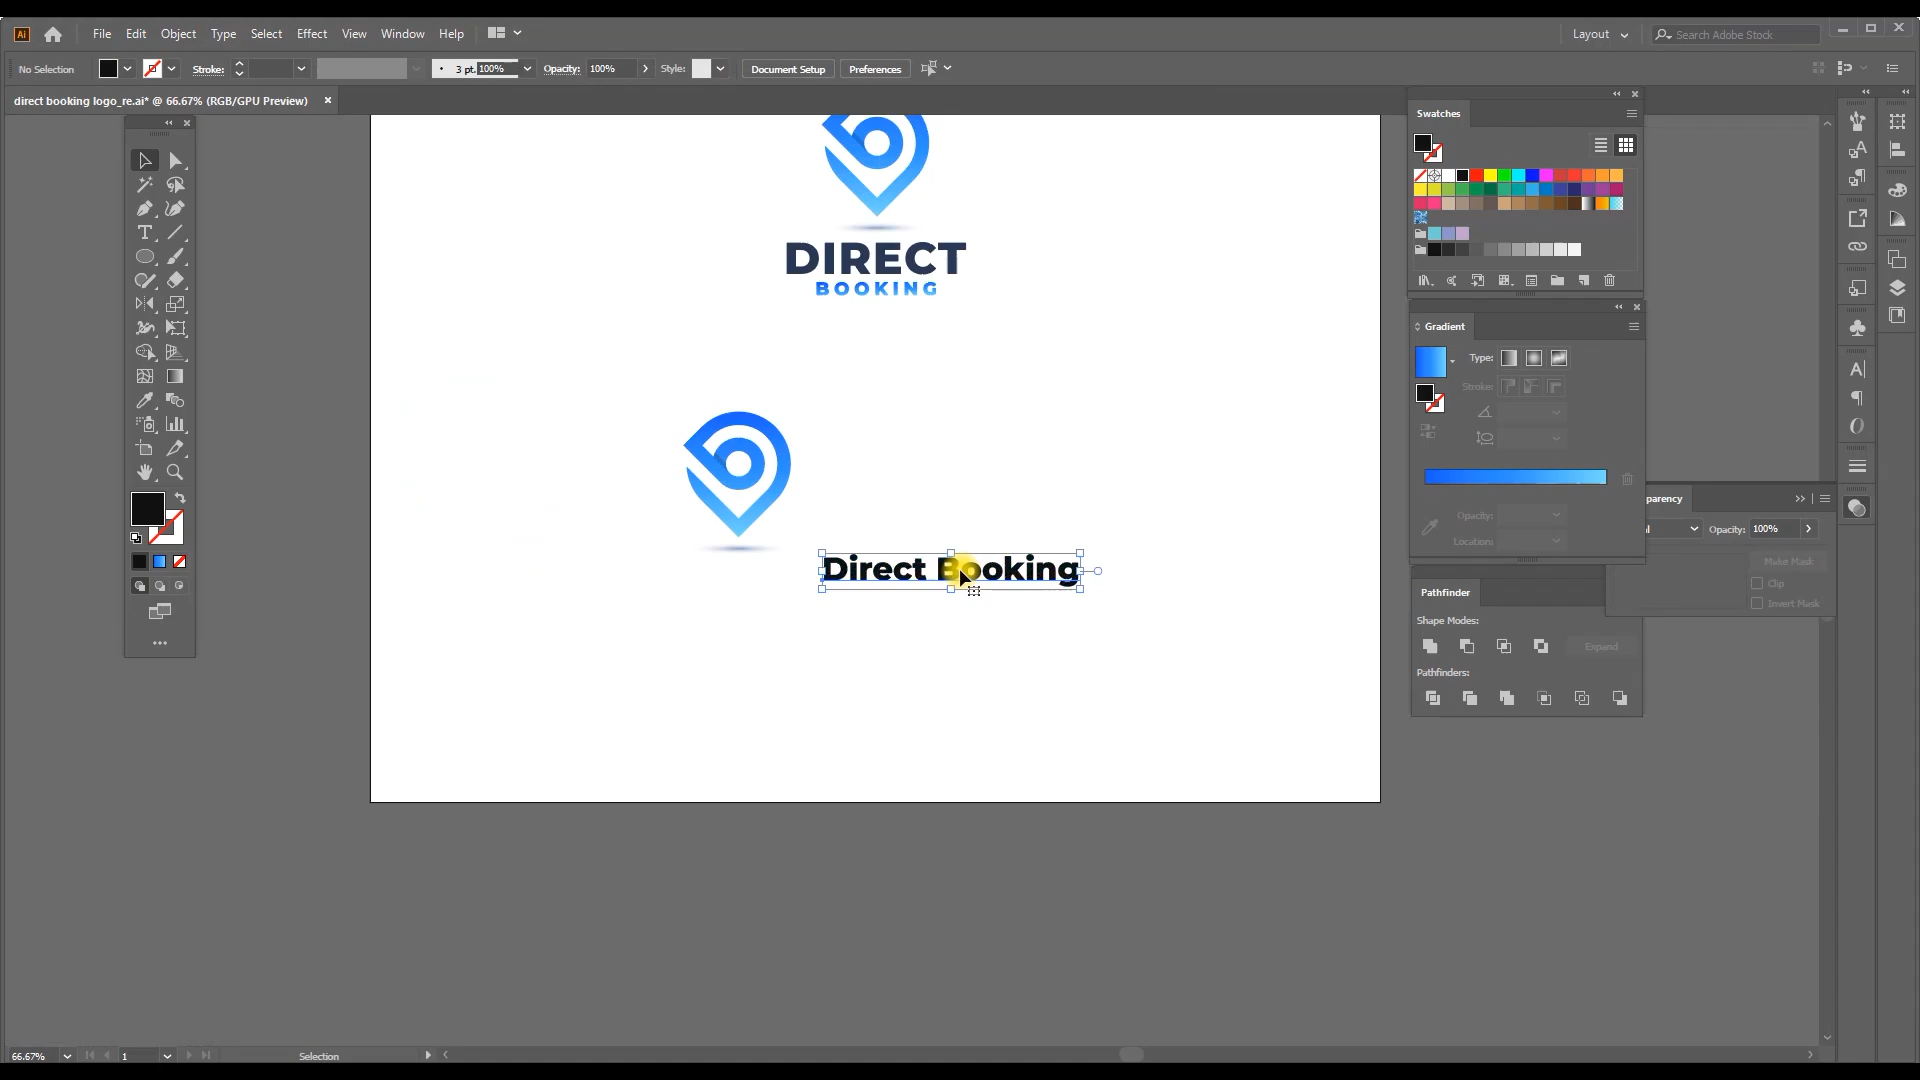 Ai File Edit Object Type Select Effect View Window Help Layout Search Adobe Stock
No Selection Stroke: 3 pt. 100% Opacity: 100% Style: Document Setup Preferences
direct booking logo_re.ai* @ 66.67% (RGB/GPU Preview)
Swatches
DIRECT
BOOKING
Gradient
Type:
Stroke:
Direct Booking
Opacity:
Location:
parency
Opacity: 100%
Make Mask
Clip
Invert Mask
Pathfinder
Shape Modes:
Expand
Pathfinders:
66.67% 1 Selection